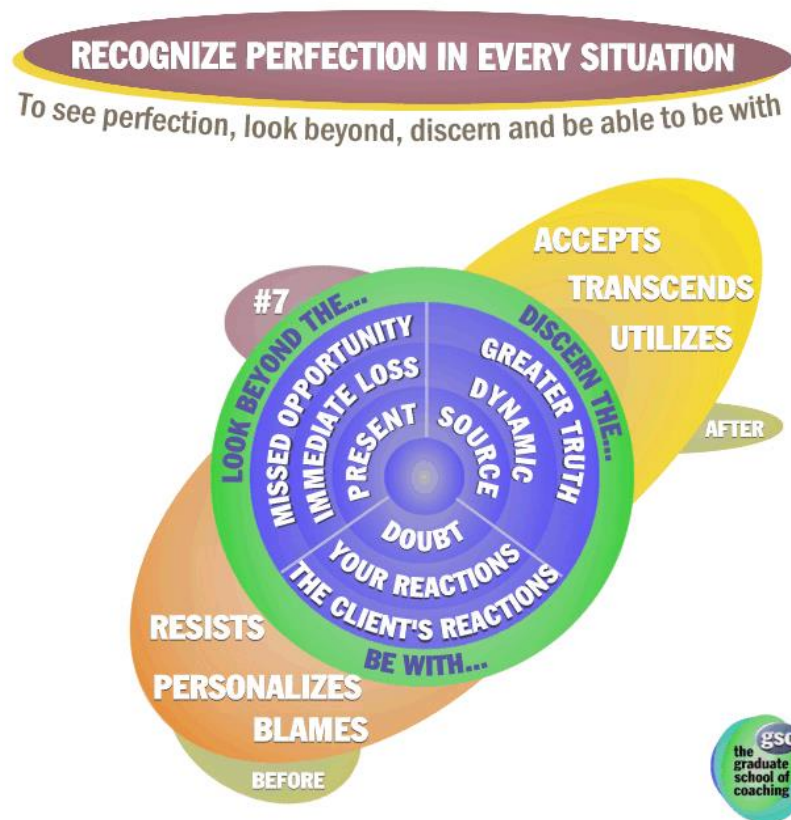 RECOGNIZE PERFECTION IN EVERY SITUATION
To see perfection, look beyond, discern and be able to be with
#7
LOOK BEYOND THE...
MISSED OPPORTUNITY
IMMEDIATE LOSS
PRESENT
DISCERN THE...
GREATER TRUTH
DYNAMIC
SOURCE
DOUBT
YOUR REACTIONS
THE CLIENT'S REACTIONS
BE WITH...
ACCEPTS
TRANSCENDS
UTILIZES
AFTER
RESISTS
PERSONALIZES
BLAMES
BEFORE
the
graduate
school of
coaching